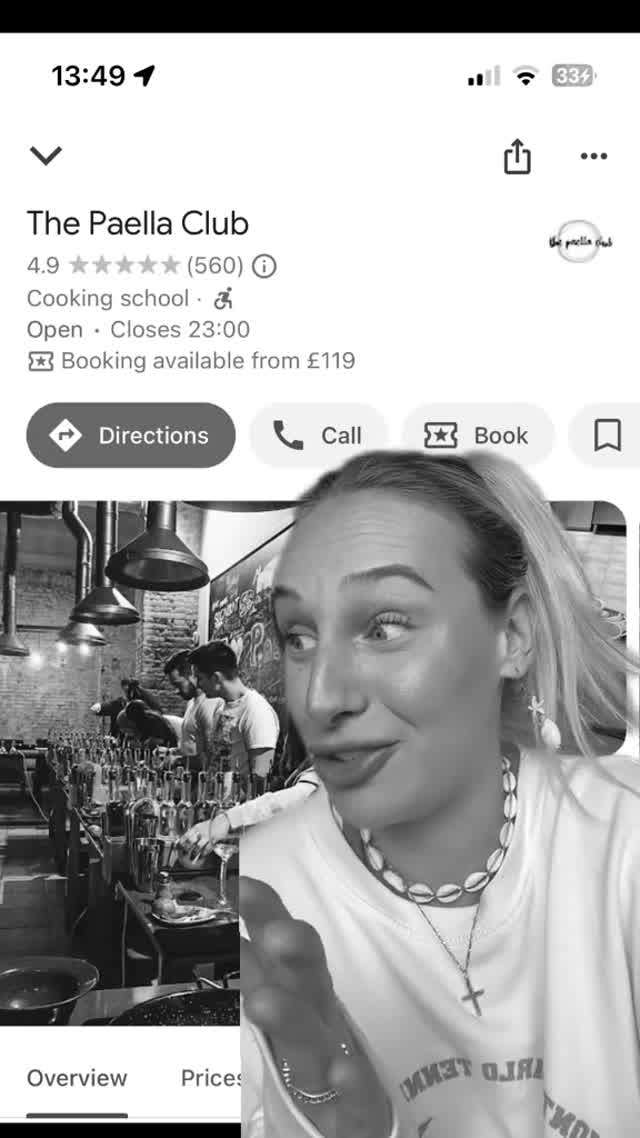 13:49
33
The Paella Club
the paella club
4.9 (560)
Cooking school ·
Open · Closes 23:00
Booking available from £119
Directions
Call
Book
Overview
Prices